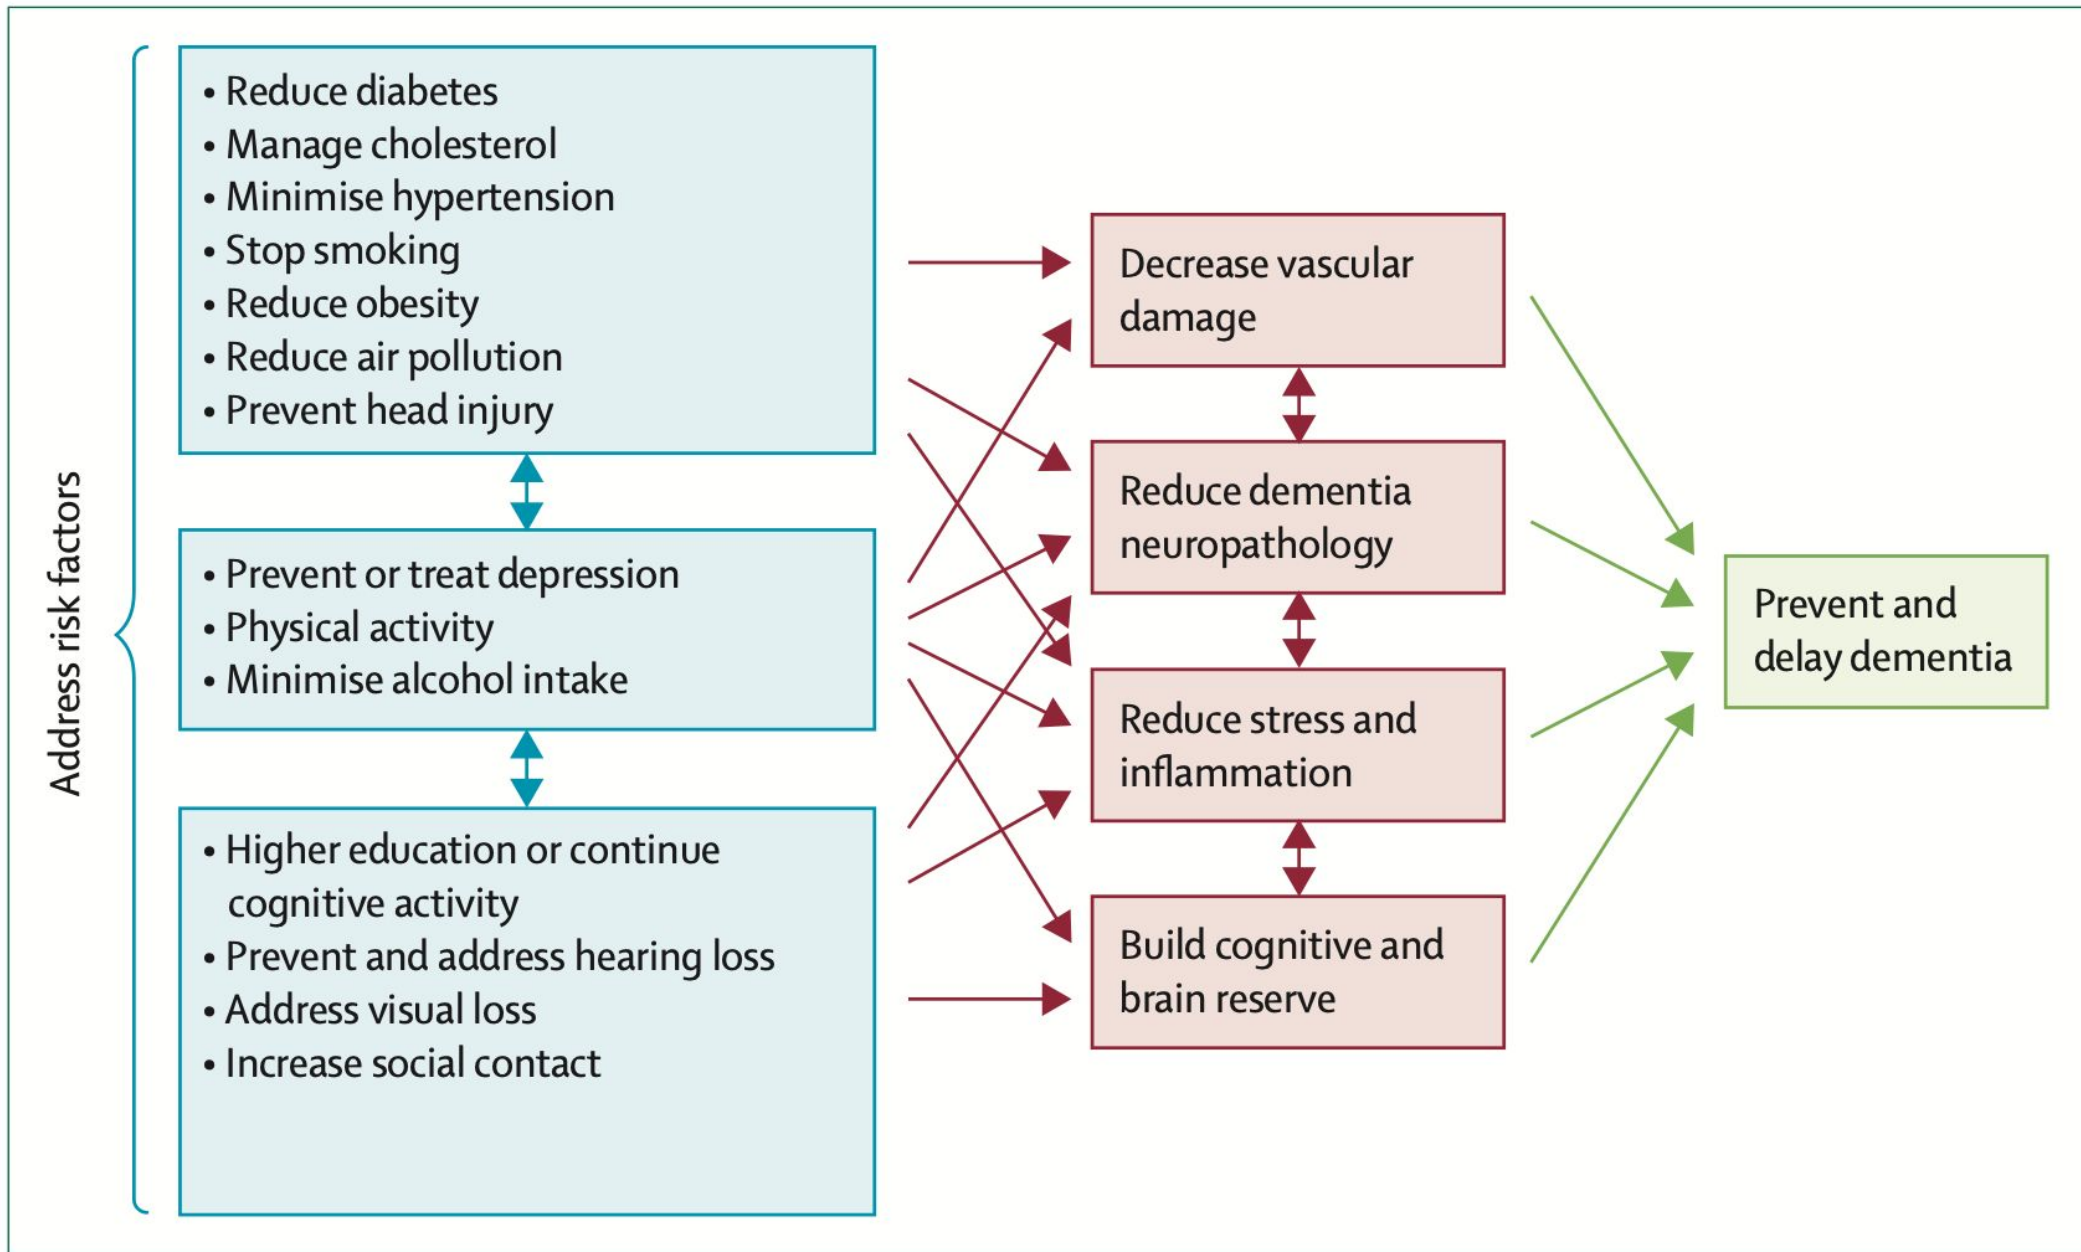 Address risk factors
• Reduce diabetes
• Manage cholesterol
• Minimise hypertension
• Stop smoking
• Reduce obesity
• Reduce air pollution
• Prevent head injury
• Prevent or treat depression
• Physical activity
• Minimise alcohol intake
• Higher education or continue
cognitive activity
• Prevent and address hearing loss
• Address visual loss
• Increase social contact
Decrease vascular
damage
Reduce dementia
neuropathology
Reduce stress and
inflammation
Build cognitive and
brain reserve
Prevent and
delay dementia